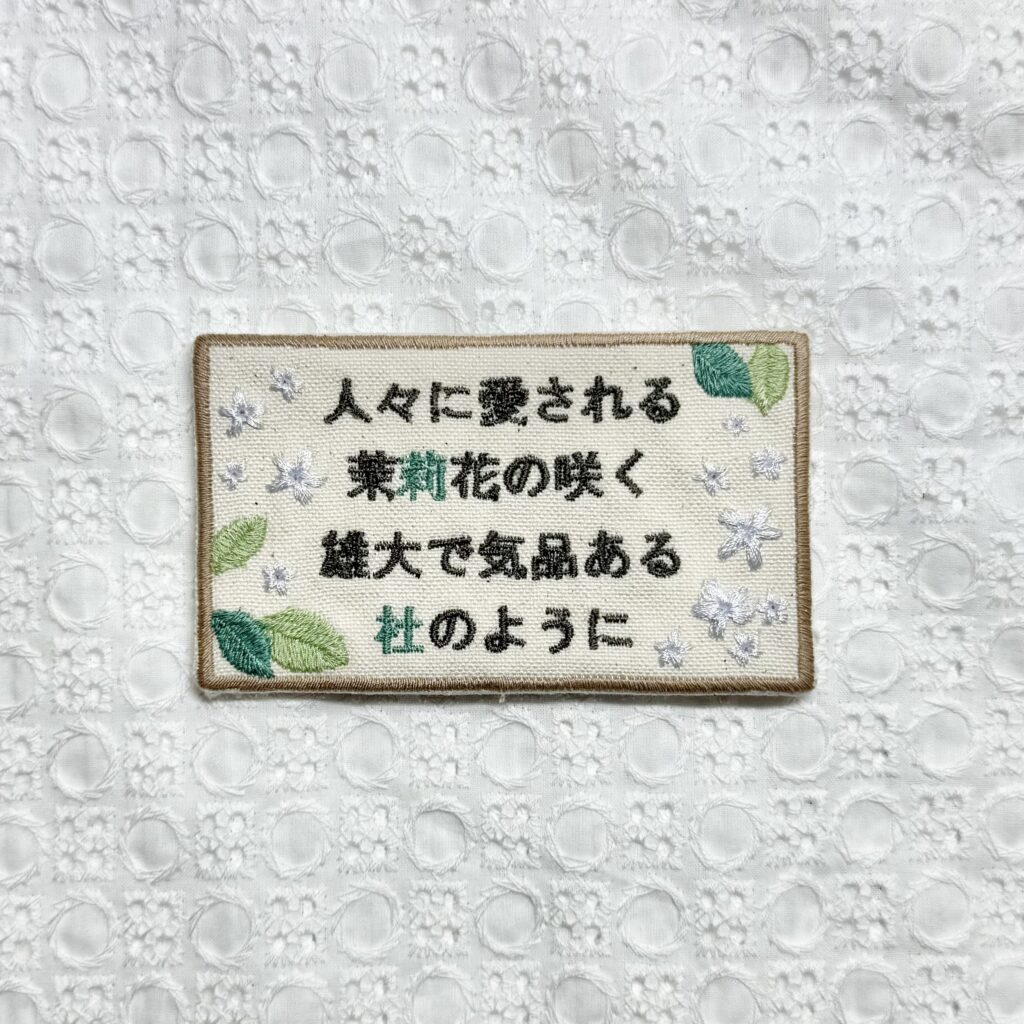 人々に愛される
茉莉花の咲く
雄大で気品ある
杜のように